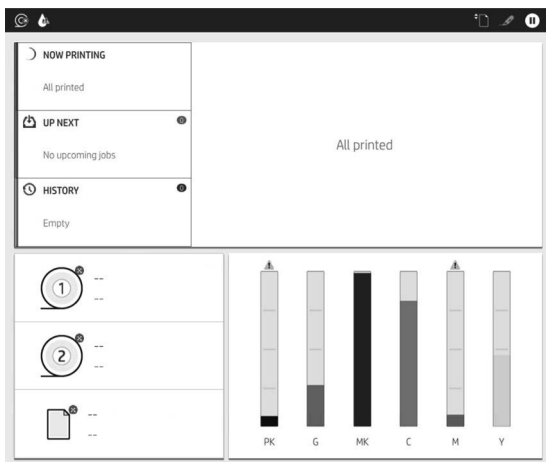 NOW PRINTING
All printed
UP NEXT
0
No upcoming jobs
HISTORY
0
Empty
All printed
1
--
--
2
--
--
--
--
PK G MK C M Y